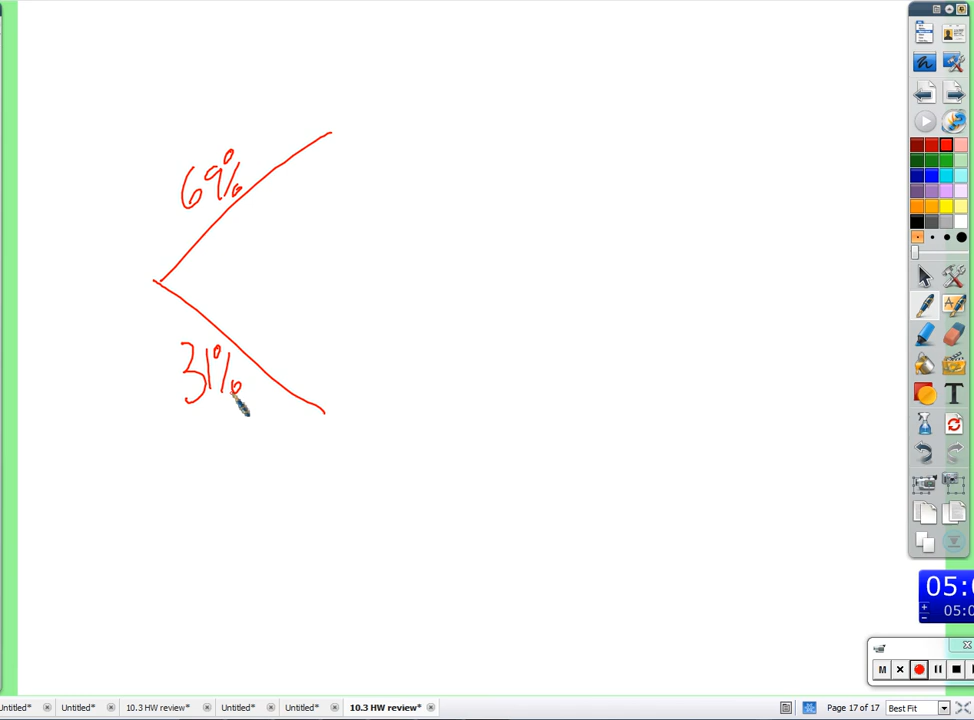 69%
31%
A
T
05:0
05:0
M
Untitled*
Untitled*
10.3 HW review*
Untitled*
Untitled*
10.3 HW review*
Page 17 of 17
Best Fit